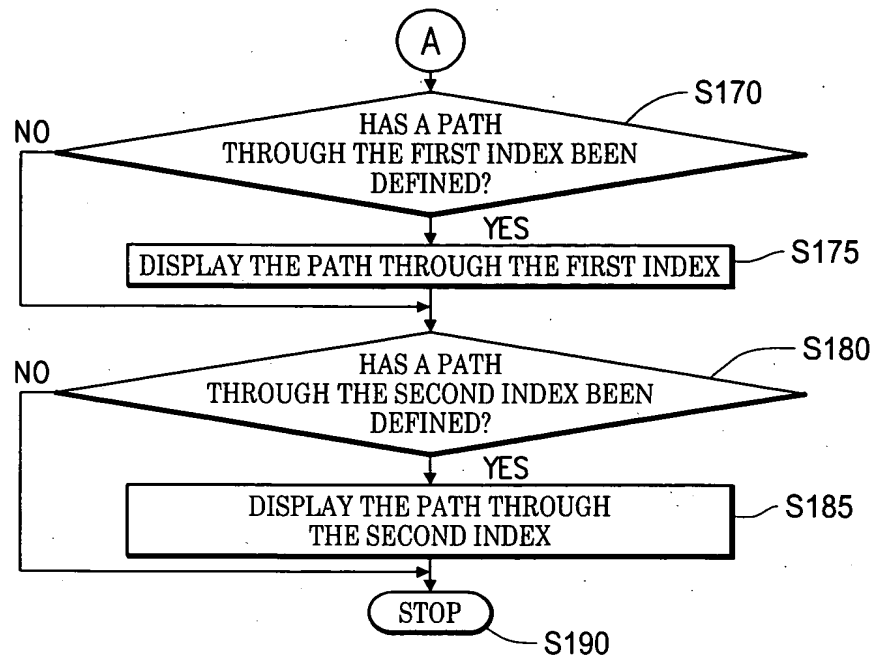 A
S170
NO
HAS A PATH
THROUGH THE FIRST INDEX BEEN
DEFINED?
YES
S175
DISPLAY THE PATH THROUGH THE FIRST INDEX
S180
NO
HAS A PATH
THROUGH THE SECOND INDEX BEEN
DEFINED?
YES
S185
DISPLAY THE PATH THROUGH
THE SECOND INDEX
STOP
S190